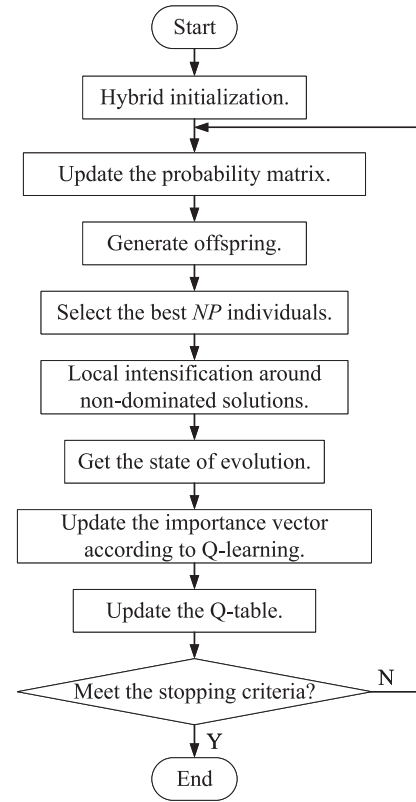 Start
Hybrid initialization.
Update the probability matrix.
Generate offspring.
Select the best NP individuals.
Local intensification around
non-dominated solutions.
Get the state of evolution.
Update the importance vector
according to Q-learning.
Update the Q-table.
Meet the stopping criteria?
N
Y
End